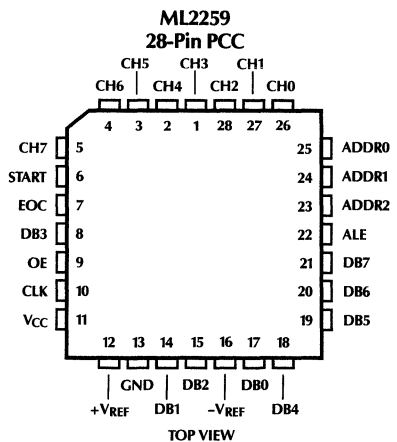 ML2259
28-Pin PCC
CH5 CH3 CH1
CH6 CH4 CH2 CH0
4 3 2 1 28 27 26
CH7 5 25 ADDR0
START 6 24 ADDR1
EOC 7 23 ADDR2
DB3 8 22 ALE
OE 9 21 DB7
CLK 10 20 DB6
VCC 11 19 DB5
12 13 14 15 16 17 18
GND DB2 DB0
+VREF DB1 −VREF DB4
TOP VIEW